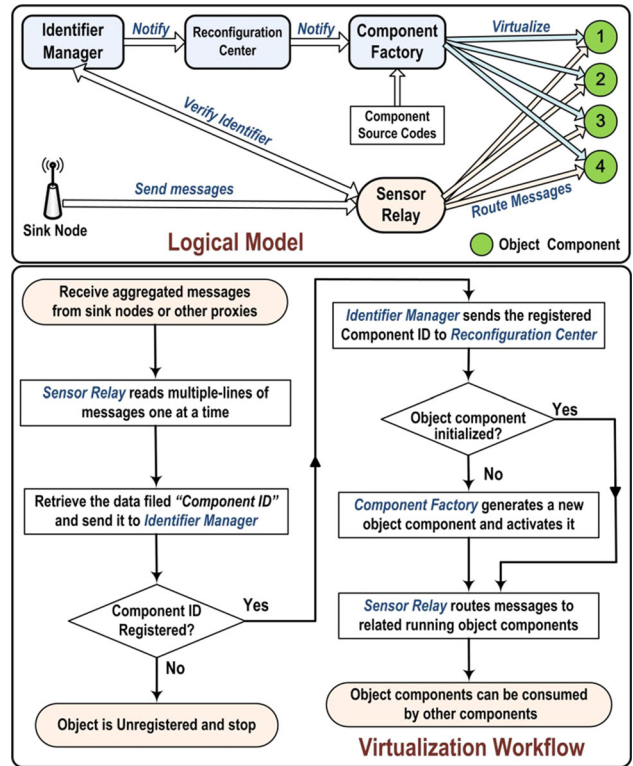 Identifier
Manager
Notify
Reconfiguration
Center
Notify
Component
Factory
Virtualize
1
2
3
4
Verify Identifier
Component
Source Codes
Send messages
Sink Node
Sensor
Relay
Route Messages
Logical Model
Object Component
Receive aggregated messages
from sink nodes or other proxies
Sensor Relay reads multiple-lines of
messages one at a time
Retrieve the data filed “Component ID”
and send it to Identifier Manager
Component ID
Registered?
Yes
No
Object is Unregistered and stop
Identifier Manager sends the registered
Component ID to Reconfiguration Center
Object component
initialized?
Yes
No
Component Factory generates a new
object component and activates it
Sensor Relay routes messages to
related running object components
Object components can be consumed
by other components
Virtualization Workflow